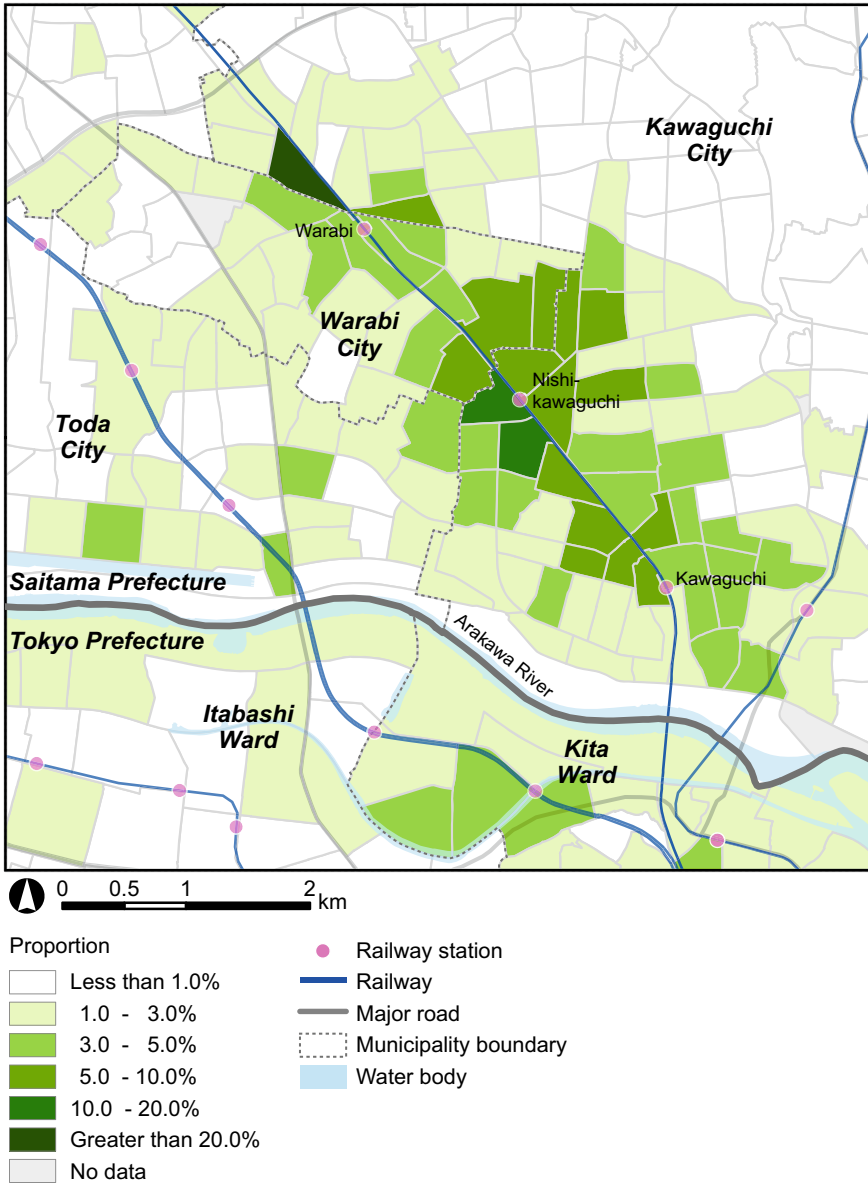 Kawaguchi
City
Warabi
Warabi
City
Nishi-
kawaguchi
Toda
City
Kawaguchi
Saitama Prefecture
Tokyo Prefecture
Arakawa River
Itabashi
Ward
Kita
Ward
0 0.5 1 2 km
Proportion
Less than 1.0%
1.0 - 3.0%
3.0 - 5.0%
5.0 - 10.0%
10.0 - 20.0%
Greater than 20.0%
No data
Railway station
Railway
Major road
Municipality boundary
Water body